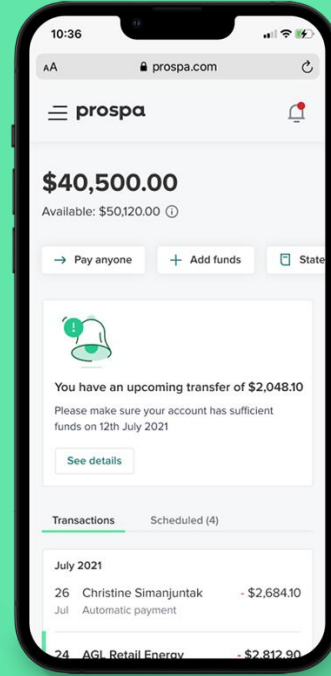 10:36
AA prospa.com
prospa
$40,500.00
Available: $50,120.00
Pay anyone
Add funds
State
You have an upcoming transfer of $2,048.10
Please make sure your account has sufficient
funds on 12th July 2021
See details
Transactions
Scheduled (4)
July 2021
26 Christine Simanjuntak - $2,684.10
Jul Automatic payment
24 AGL Retail Energy - $2,812.90